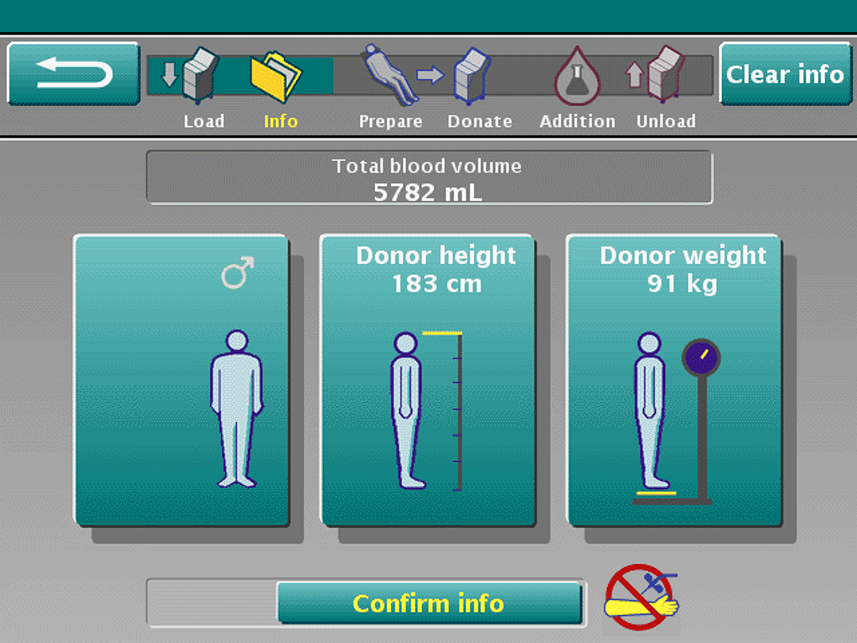 Clear info
Load
Info
Prepare
Donate
Addition
Unload
Total blood volume
5782 mL
Donor height
183 cm
Donor weight
91 kg
Confirm info